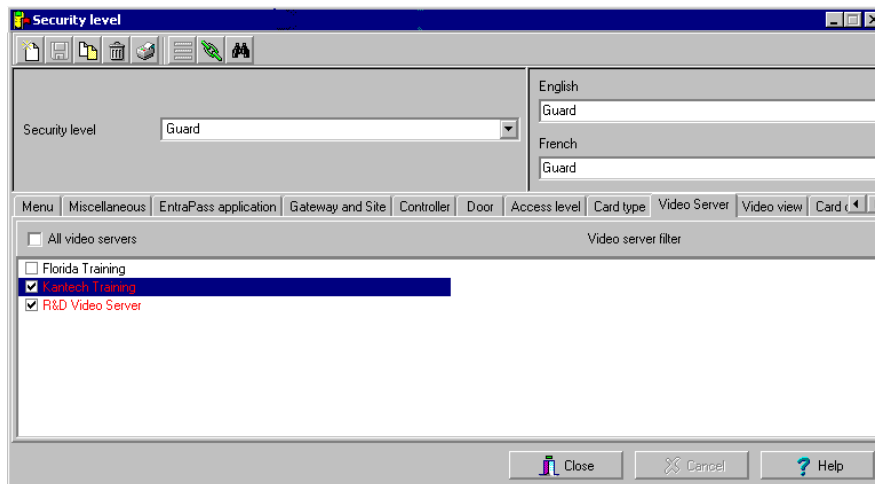 Security level
English
Guard
Security level
Guard
French
Guard
Menu Miscellaneous EntraPass application Gateway and Site Controller Door Access level Card type Video Server Video view Card
All video servers
Video server filter
Florida Training
Kantech Training
R&D Video Server
Close Cancel Help